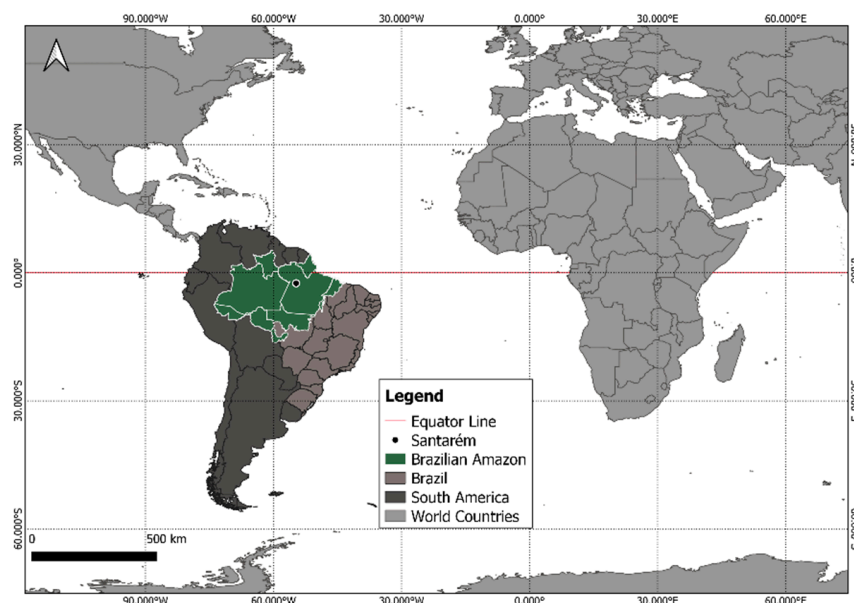 90.000°W 60.000°W 30.000°W 0.000° 30.000°E 60.000°E
30.000°N
0.000°
30.000°S
60.000°S
Legend
Equator Line
Santarém
Brazilian Amazon
Brazil
South America
World Countries
0 500 km
90.000°W 60.000°W 30.000°W 0.000° 30.000°E 60.000°E